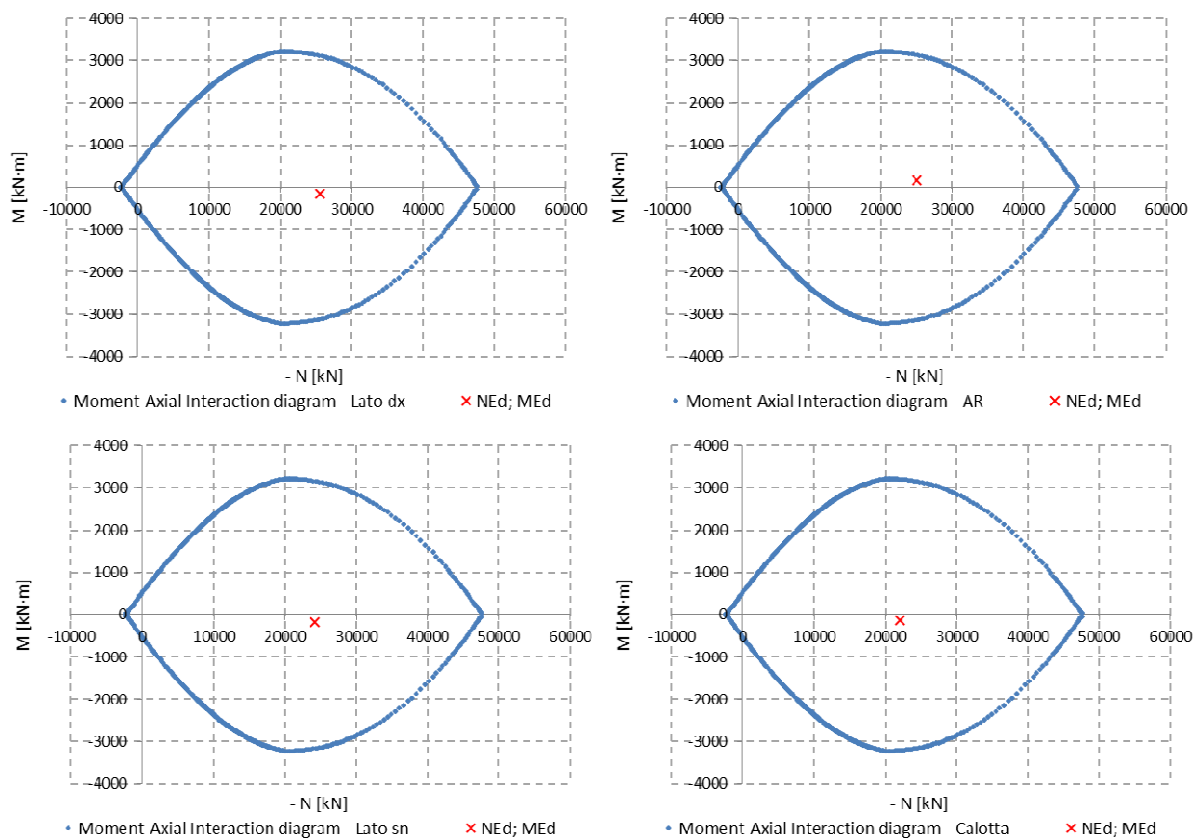 4000
3000
2000
1000
0
-10000 0 10000 20000 30000 40000 50000 60000
-1000
-2000
-3000
-4000
M [kN·m]
- N [kN]
Moment Axial Interaction diagram Lato dx
NEd; MEd
4000
3000
2000
1000
0
-10000 0 10000 20000 30000 40000 50000 60000
-1000
-2000
-3000
-4000
M [kN·m]
- N [kN]
Moment Axial Interaction diagram AR
NEd; MEd
4000
3000
2000
1000
0
-10000 0 10000 20000 30000 40000 50000 60000
-1000
-2000
-3000
-4000
M [kN·m]
- N [kN]
Moment Axial Interaction diagram Lato sn
NEd; MEd
4000
3000
2000
1000
0
-10000 0 10000 20000 30000 40000 50000 60000
-1000
-2000
-3000
-4000
M [kN·m]
- N [kN]
Moment Axial Interaction diagram Calotta
NEd; MEd